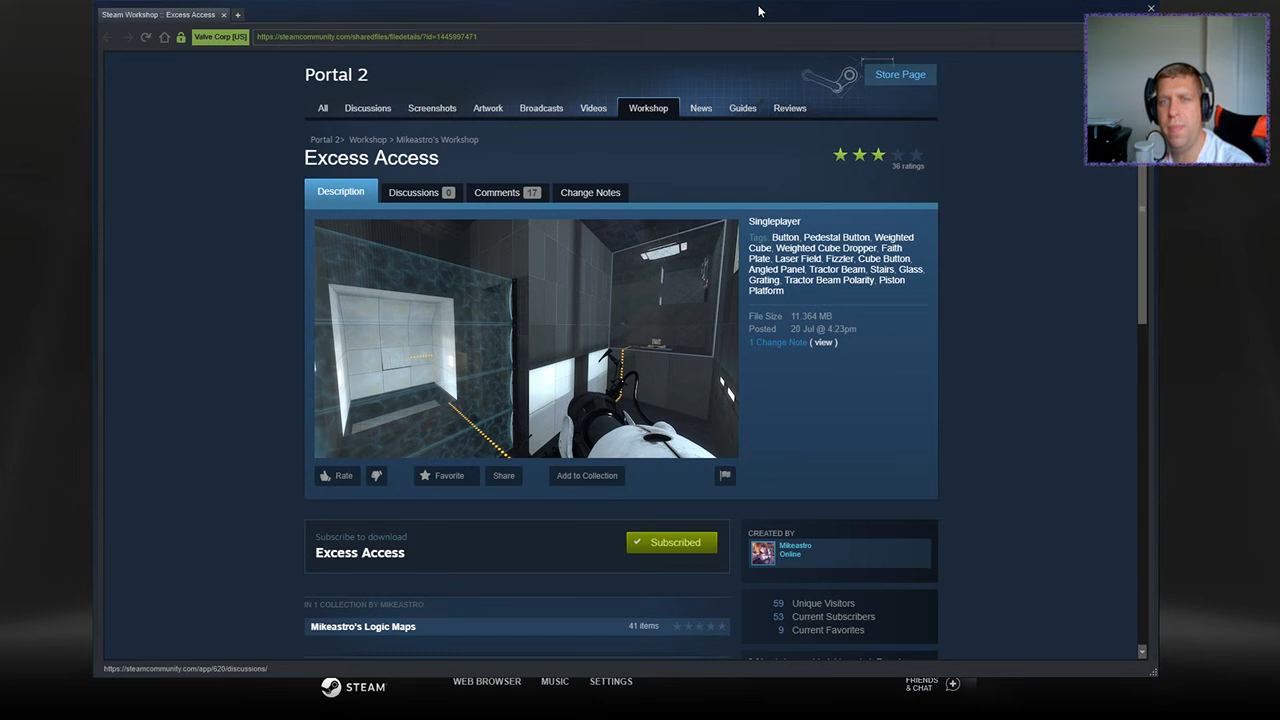 Steam Workshop :: Excess Access
Valve Corp [US]
https://steamcommunity.com/sharedfiles/filedetails/?id=1445997471
Portal 2
Store Page
All Discussions Screenshots Artwork Broadcasts Videos Workshop News Guides Reviews
Portal 2> Workshop > Mikeastro's Workshop
Excess Access
36 ratings
Description Discussions 0 Comments 17 Change Notes
Singleplayer
Tags: Button, Pedestal Button, Weighted
Cube, Weighted Cube Dropper, Faith
Plate, Laser Field, Fizzler, Cube Button,
Angled Panel, Tractor Beam, Stairs, Glass,
Grating, Tractor Beam Polarity, Piston
Platform
File Size 11.364 MB
Posted 20 Jul @ 4:23pm
1 Change Note ( view )
Rate Favorite Share Add to Collection
Subscribe to download
Excess Access
Subscribed
CREATED BY
Mikeastro
Online
IN 1 COLLECTION BY MIKEASTRO
Mikeastro's Logic Maps 41 items
59 Unique Visitors
53 Current Subscribers
9 Current Favorites
https://steamcommunity.com/app/620/discussions/
STEAM WEB BROWSER MUSIC SETTINGS
FRIENDS
& CHAT